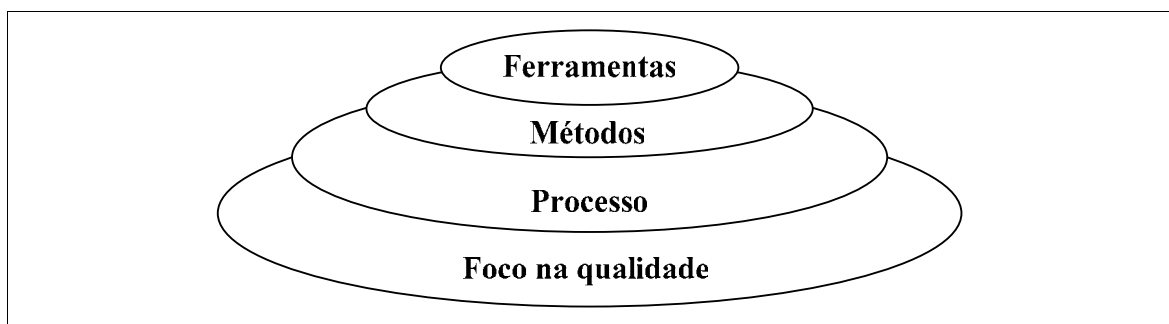 Ferramentas
Métodos
Processo
Foco na qualidade